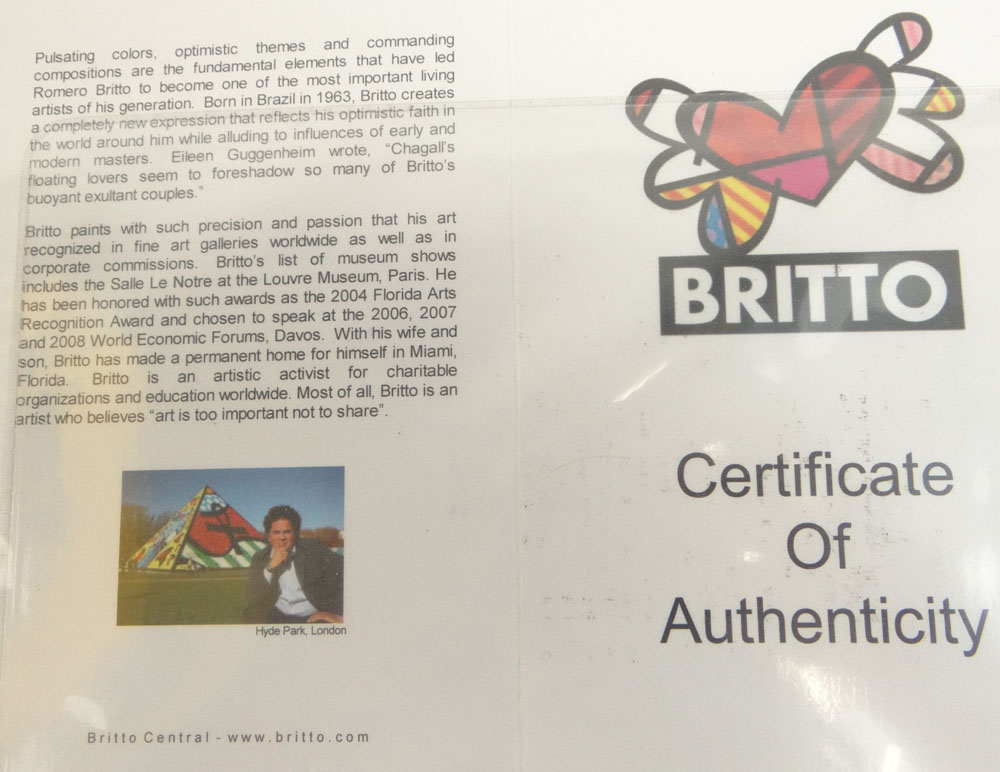 Pulsating colors, optimistic themes and commanding
compositions are the fundamental elements that have led
Romero Britto to become one of the most important living
artists of his generation. Born in Brazil in 1963, Britto creates
a completely new expression that reflects his optimistic faith in
the world around him while alluding to influences of early and
modern masters. Eileen Guggenheim wrote, “Chagall’s
floating lovers seem to foreshadow so many of Britto’s
buoyant exultant couples.”
Britto paints with such precision and passion that his art
recognized in fine art galleries worldwide as well as in
corporate commissions. Britto’s list of museum shows
includes the Salle Le Notre at the Louvre Museum, Paris. He
has been honored with such awards as the 2004 Florida Arts
Recognition Award and chosen to speak at the 2006, 2007
and 2008 World Economic Forums, Davos. With his wife and
son, Britto has made a permanent home for himself in Miami,
Florida. Britto is an artistic activist for charitable
organizations and education worldwide. Most of all, Britto is an
artist who believes “art is too important not to share”.
Hyde Park, London
Britto Central - www.britto.com
BRITTO
Certificate
Of
Authenticity